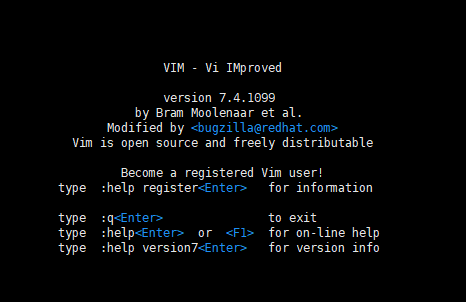 VIM - Vi IMproved
version 7.4.1099
by Bram Moolenaar et al.
Modified by <bugzilla@redhat.com>
Vim is open source and freely distributable
Become a registered Vim user!
type  :help register<Enter>   for information
type  :q<Enter>               to exit
type  :help<Enter>  or  <F1>  for on-line help
type  :help version7<Enter>   for version info